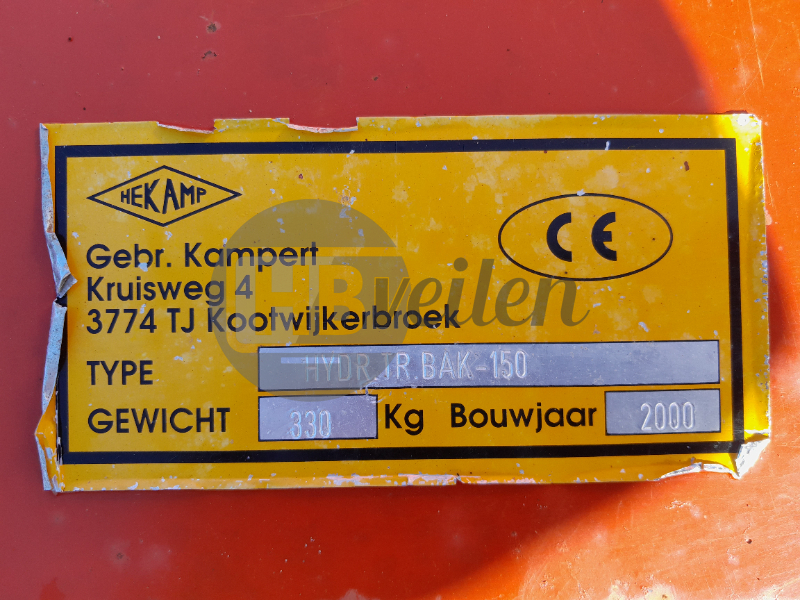 HEKAMP
CE
Gebr. Kampert
Kruisweg 4
3774 TJ Kootwijkerbroek
HBveilen
TYPE HYDR.TR.BAK-150
GEWICHT 330 Kg Bouwjaar 2000